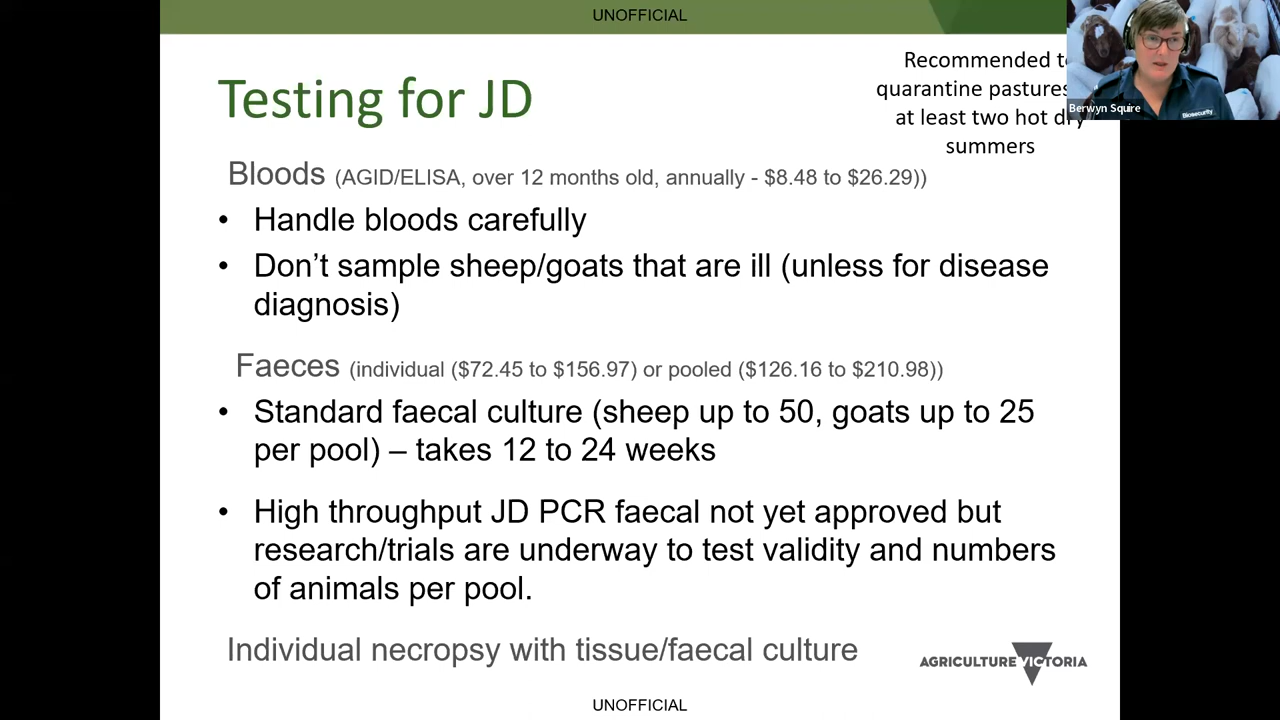 UNOFFICIAL
Testing for JD
Recommended to
quarantine pastures
at least two hot dry
summers
Berwyn Squire
Biosecurity
Bloods (AGID/ELISA, over 12 months old, annually - $8.48 to $26.29))
• Handle bloods carefully
• Don’t sample sheep/goats that are ill (unless for disease
diagnosis)
Faeces (individual ($72.45 to $156.97) or pooled ($126.16 to $210.98))
• Standard faecal culture (sheep up to 50, goats up to 25
per pool) – takes 12 to 24 weeks
• High throughput JD PCR faecal not yet approved but
research/trials are underway to test validity and numbers
of animals per pool.
Individual necropsy with tissue/faecal culture
AGRICULTURE VICTORIA
UNOFFICIAL